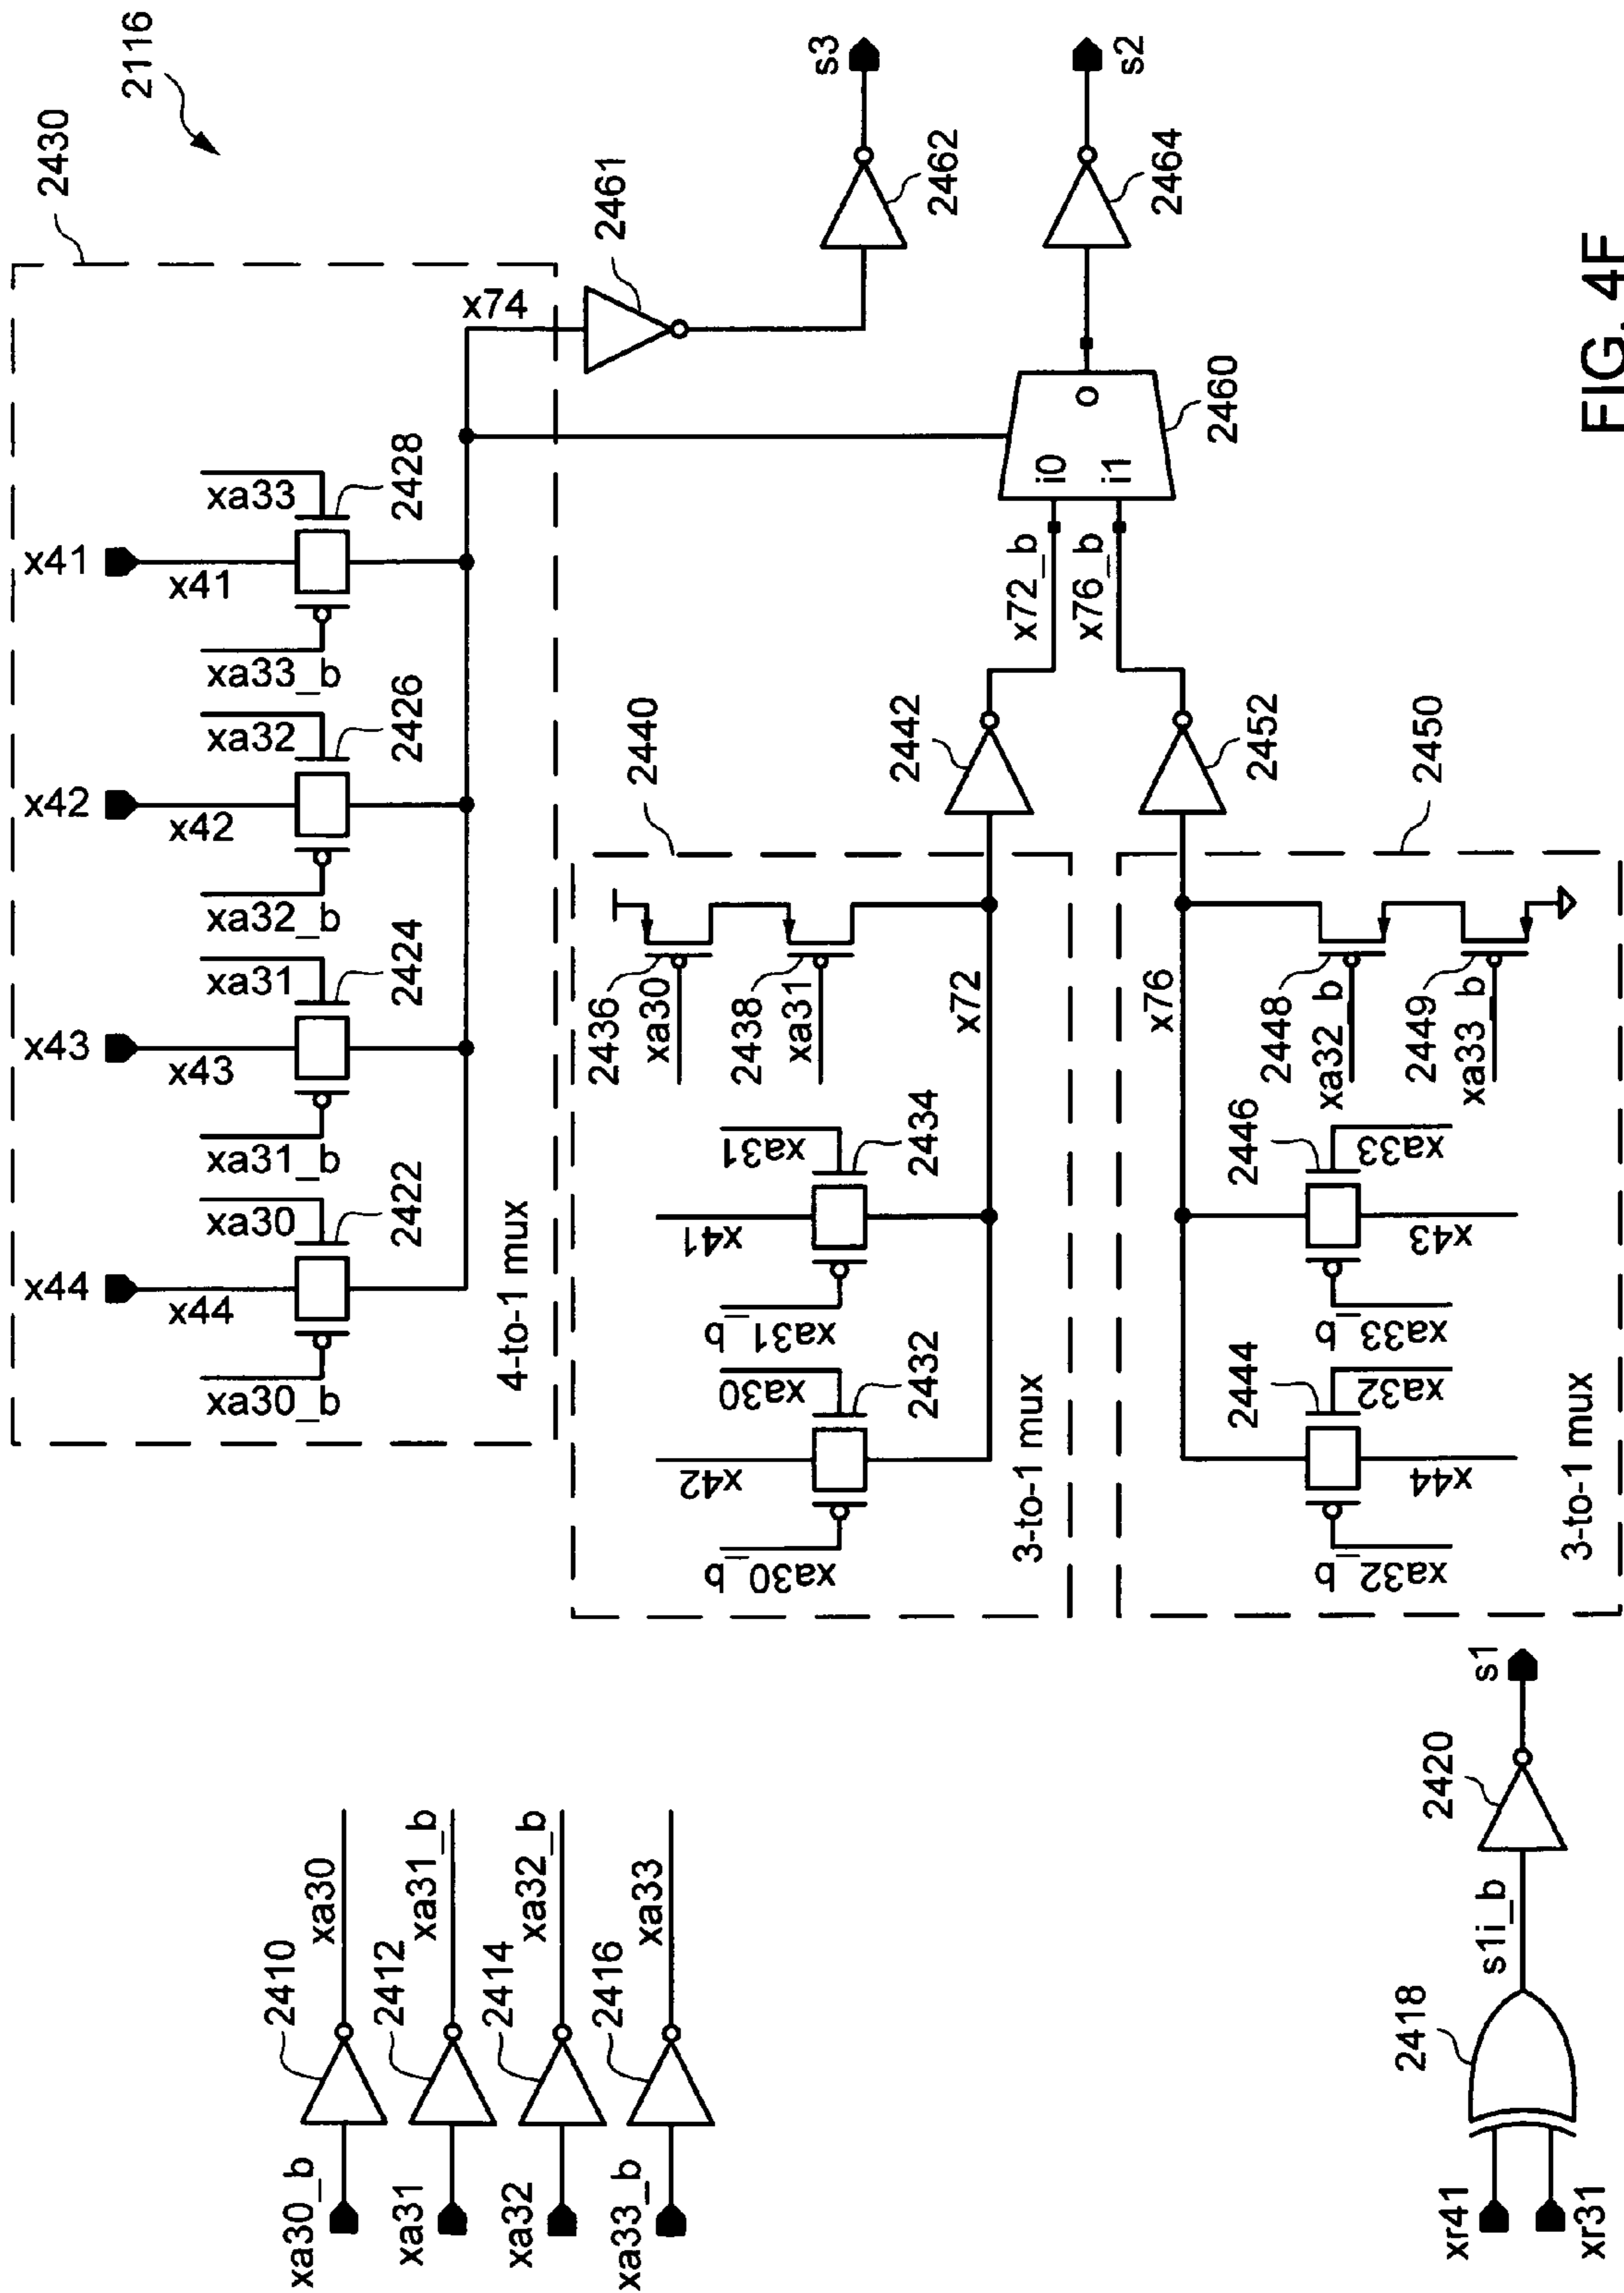 2116
2430
x44
x43
x42
x41
x44
x43
x42
x41
xa30_b
xa30
2422
xa31_b
xa31
2424
xa32_b
xa32
2426
xa33_b
xa33
2428
x74
4-to-1 mux
2461
2462
s3
2464
s2
2460
i0
i1
o
x72_b
x76_b
2440
2442
2436
xa30
2438
xa31
x72
x42
xa30_b
xa30
2432
x41
xa31_b
xa31
2434
3-to-1 mux
2450
2452
x76
2448
xa32_b
2449
xa33_b
2444
xa32_b
xa32
x44
2446
xa33_b
xa33
x43
3-to-1 mux
xa30_b
2410
xa30
xa31
2412
xa31_b
xa32
2414
xa32_b
xa33_b
2416
xa33
xr41
xr31
2418
s1i_b
2420
s1
FIG. 4F